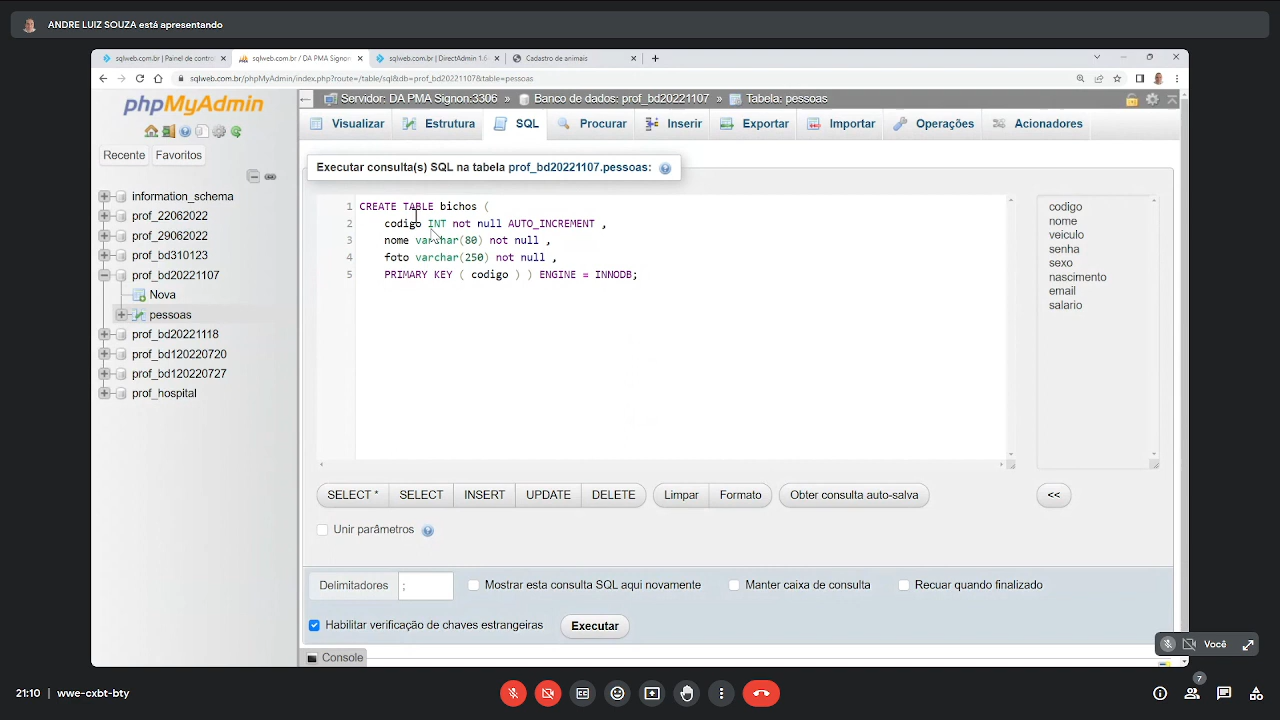 ANDRE LUIZ SOUZA está apresentando
sqlweb.com.br | Painel de contro
sqlweb.com.br / DA PMA Signon
sqlweb.com.br | DirectAdmin 1.6
Cadastro de animais
sqlweb.com.br/phpMyAdmin/index.php?route=/table/sql&db=prof_bd20221107&table=pessoas
phpMyAdmin
Recente Favoritos
information_schema
prof_22062022
prof_29062022
prof_bd310123
prof_bd20221107
Nova
pessoas
prof_bd20221118
prof_bd120220720
prof_bd120220727
prof_hospital
Servidor: DA PMA Signon:3306 » Banco de dados: prof_bd20221107 » Tabela: pessoas
Visualizar Estrutura SQL Procurar Inserir Exportar Importar Operações Acionadores
Executar consulta(s) SQL na tabela prof_bd20221107.pessoas:
1 CREATE TABLE bichos (
2 codigo INT not null AUTO_INCREMENT ,
3 nome varchar(80) not null ,
4 foto varchar(250) not null ,
5 PRIMARY KEY ( codigo ) ) ENGINE = INNODB;
codigo
nome
veículo
senha
sexo
nascimento
email
salario
SELECT * SELECT INSERT UPDATE DELETE Limpar Formato Obter consulta auto-salva <<
Unir parâmetros
Delimitadores ; Mostrar esta consulta SQL aqui novamente Manter caixa de consulta Recuar quando finalizado
Habilitar verificação de chaves estrangeiras Executar
Console
Você
21:10 | wwe-cxbt-bty
7